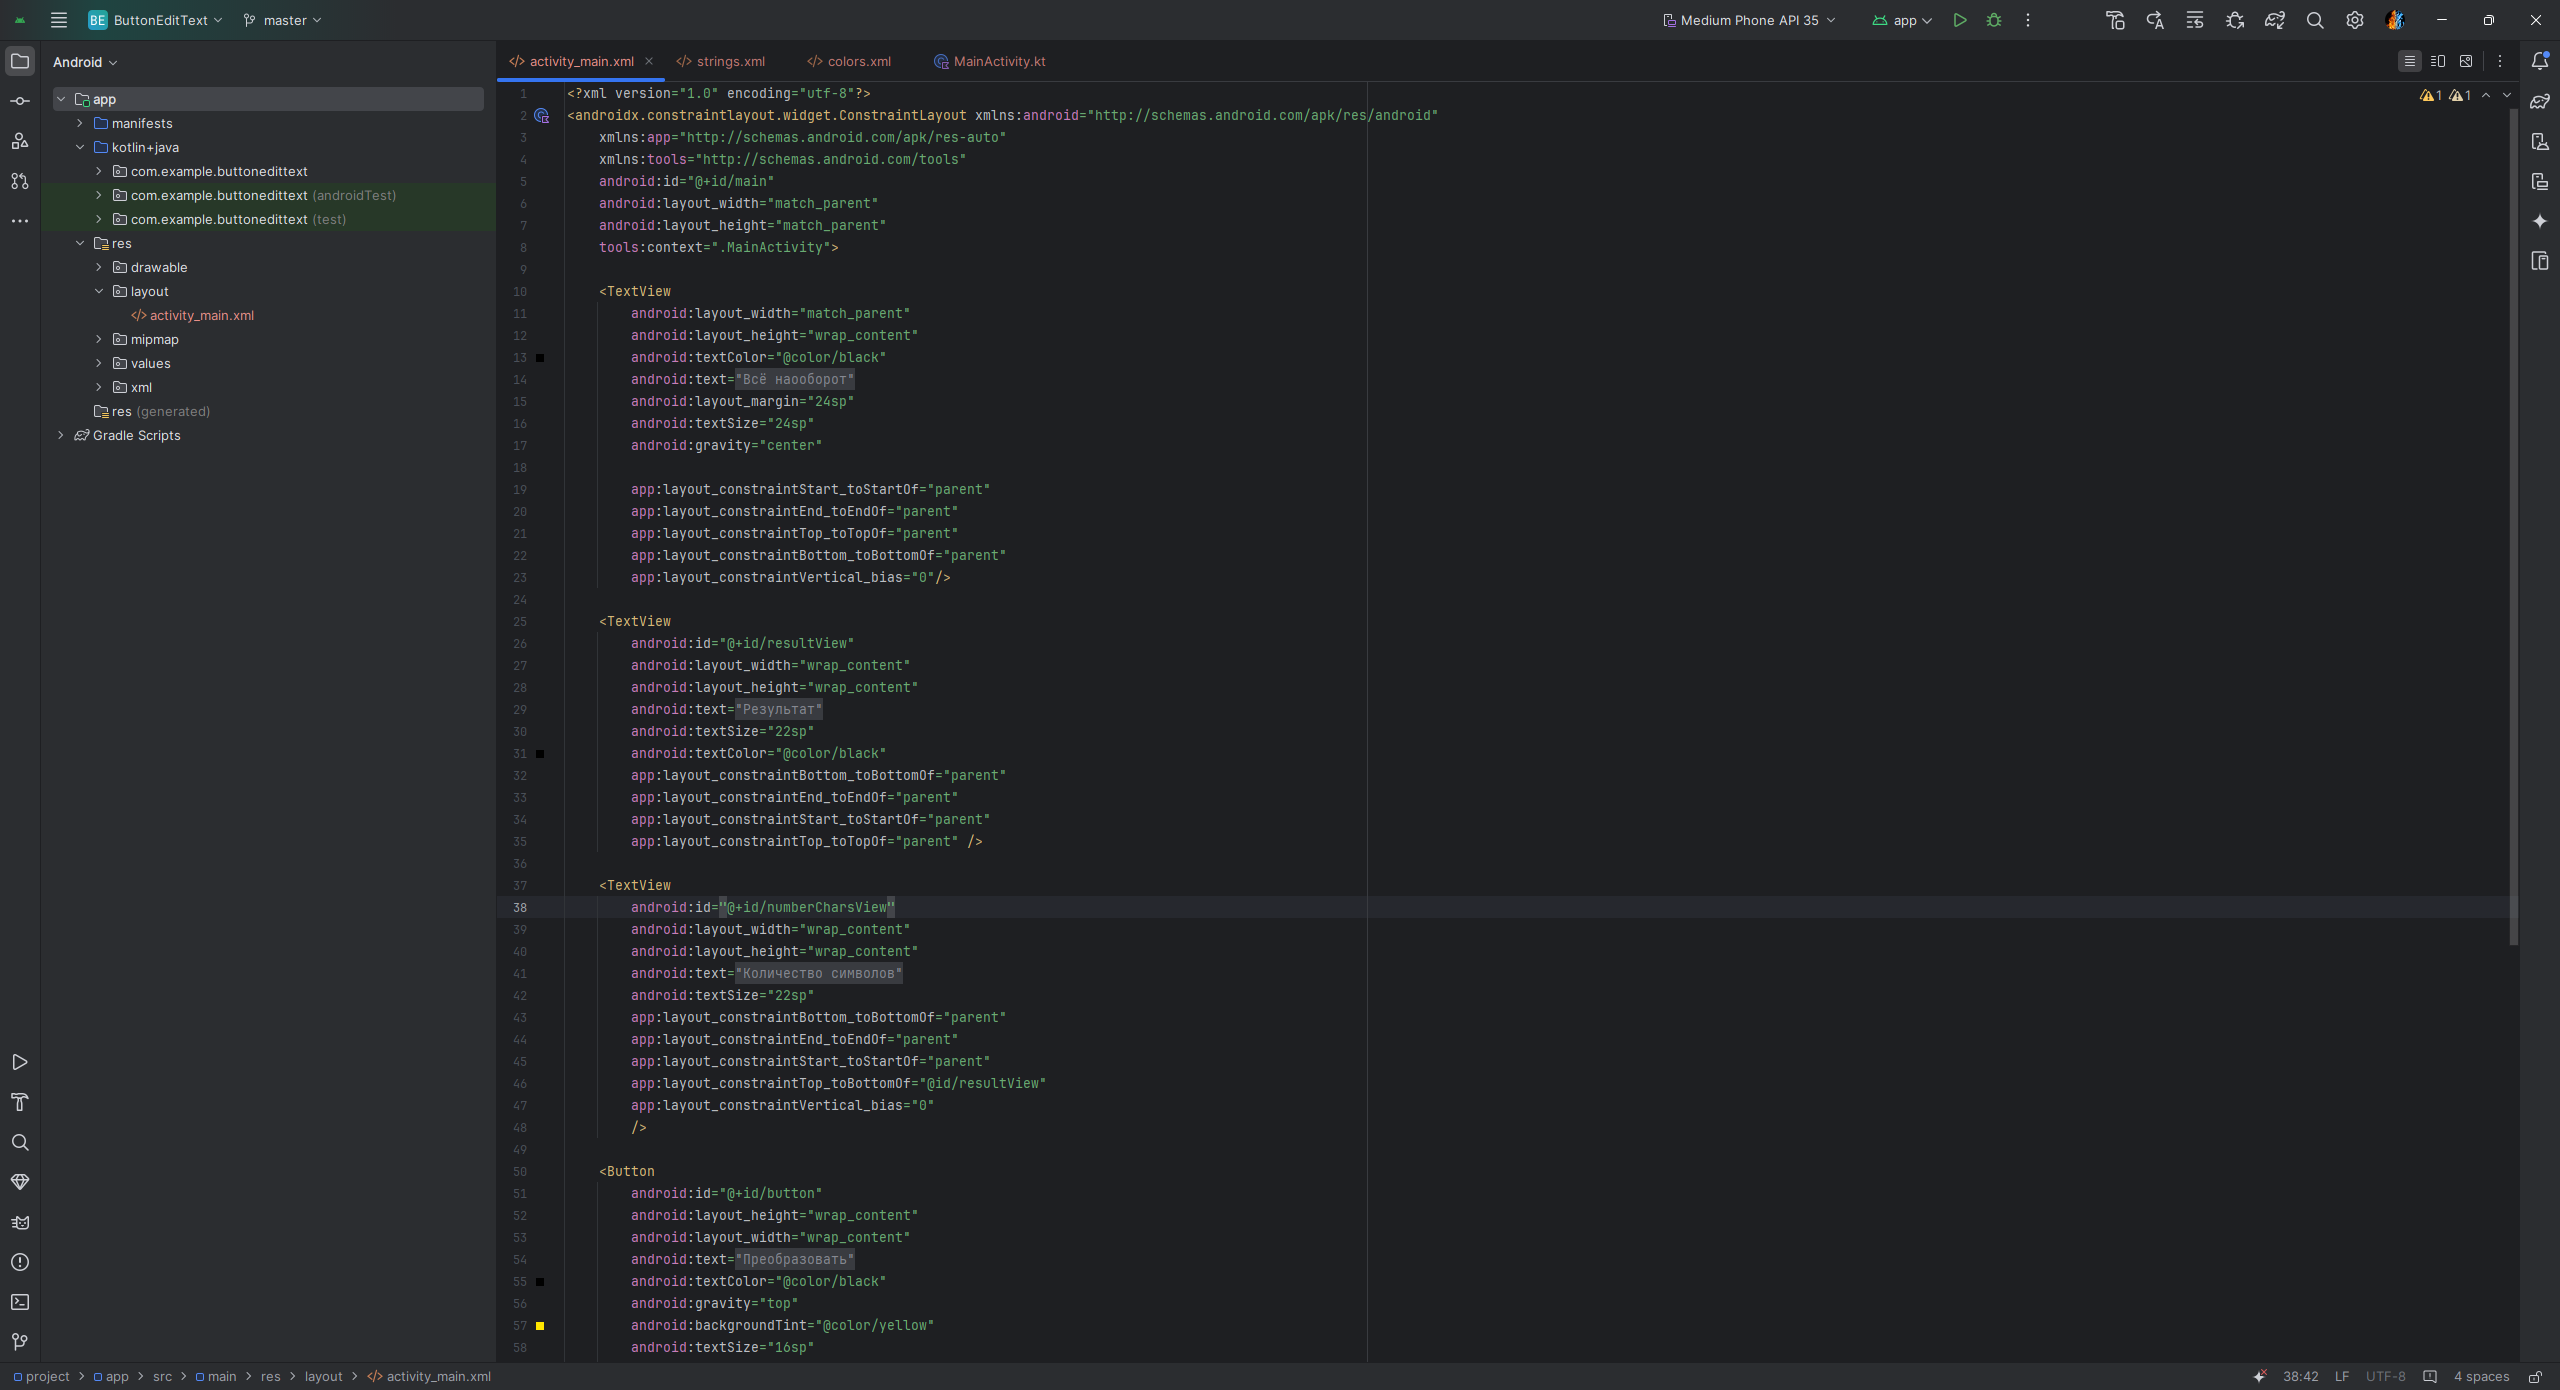 BE ButtonEditText master Medium Phone API 35 app
Android
app
manifests
kotlin+java
com.example.buttonedittext
com.example.buttonedittext (androidTest)
com.example.buttonedittext (test)
res
drawable
layout
activity_main.xml
mipmap
values
xml
res (generated)
Gradle Scripts
activity_main.xml strings.xml colors.xml MainActivity.kt
1 1
1 <?xml version="1.0" encoding="utf-8"?>
2 <androidx.constraintlayout.widget.ConstraintLayout xmlns:android="http://schemas.android.com/apk/res/android"
3 xmlns:app="http://schemas.android.com/apk/res-auto"
4 xmlns:tools="http://schemas.android.com/tools"
5 android:id="@+id/main"
6 android:layout_width="match_parent"
7 android:layout_height="match_parent"
8 tools:context=".MainActivity">
9
10 <TextView
11 android:layout_width="match_parent"
12 android:layout_height="wrap_content"
13 android:textColor="@color/black"
14 android:text="Всё наооборот"
15 android:layout_margin="24sp"
16 android:textSize="24sp"
17 android:gravity="center"
18
19 app:layout_constraintStart_toStartOf="parent"
20 app:layout_constraintEnd_toEndOf="parent"
21 app:layout_constraintTop_toTopOf="parent"
22 app:layout_constraintBottom_toBottomOf="parent"
23 app:layout_constraintVertical_bias="0"/>
24
25 <TextView
26 android:id="@+id/resultView"
27 android:layout_width="wrap_content"
28 android:layout_height="wrap_content"
29 android:text="Результат"
30 android:textSize="22sp"
31 android:textColor="@color/black"
32 app:layout_constraintBottom_toBottomOf="parent"
33 app:layout_constraintEnd_toEndOf="parent"
34 app:layout_constraintStart_toStartOf="parent"
35 app:layout_constraintTop_toTopOf="parent" />
36
37 <TextView
38 android:id="@+id/numberCharsView"
39 android:layout_width="wrap_content"
40 android:layout_height="wrap_content"
41 android:text="Количество символов"
42 android:textSize="22sp"
43 app:layout_constraintBottom_toBottomOf="parent"
44 app:layout_constraintEnd_toEndOf="parent"
45 app:layout_constraintStart_toStartOf="parent"
46 app:layout_constraintTop_toBottomOf="@id/resultView"
47 app:layout_constraintVertical_bias="0"
48 />
49
50 <Button
51 android:id="@+id/button"
52 android:layout_height="wrap_content"
53 android:layout_width="wrap_content"
54 android:text="Преобразовать"
55 android:textColor="@color/black"
56 android:gravity="top"
57 android:backgroundTint="@color/yellow"
58 android:textSize="16sp"
project > app > src > main > res > layout > activity_main.xml 38:42 LF UTF-8 4 spaces